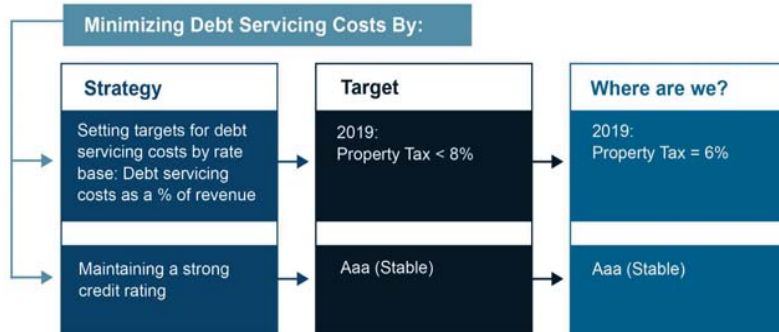 Minimizing Debt Servicing Costs By:
Strategy
Target
Where are we?
Setting targets for debt
servicing costs by rate
base: Debt servicing
costs as a % of revenue
2019:
Property Tax < 8%
2019:
Property Tax = 6%
Maintaining a strong
credit rating
Aaa (Stable)
Aaa (Stable)